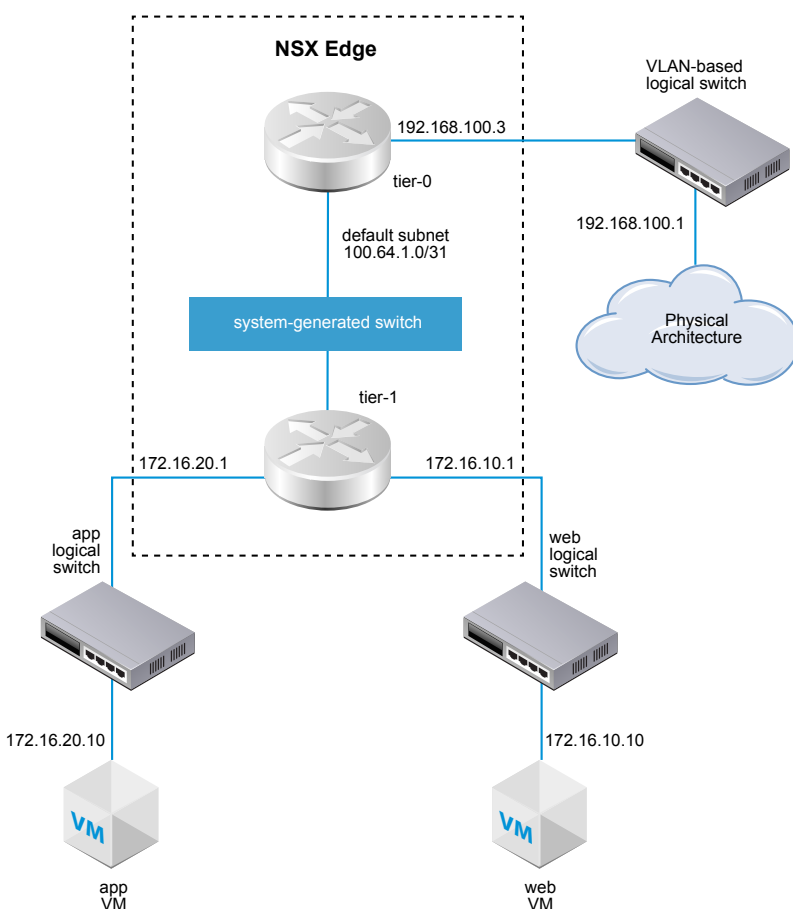 NSX Edge
VLAN-based
logical switch
192.168.100.3
tier-0
192.168.100.1
default subnet
100.64.1.0/31
system-generated switch
Physical
Architecture
tier-1
172.16.20.1
172.16.10.1
app
logical
switch
web
logical
switch
172.16.20.10
172.16.10.10
VM
VM
app
VM
web
VM